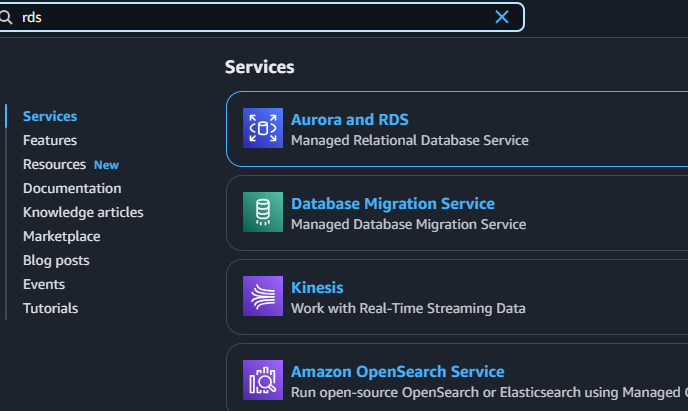 rds
Services
Features
Resources New
Documentation
Knowledge articles
Marketplace
Blog posts
Events
Tutorials
Services
Aurora and RDS
Managed Relational Database Service
Database Migration Service
Managed Database Migration Service
Kinesis
Work with Real-Time Streaming Data
Amazon OpenSearch Service
Run open-source OpenSearch or Elasticsearch using Managed